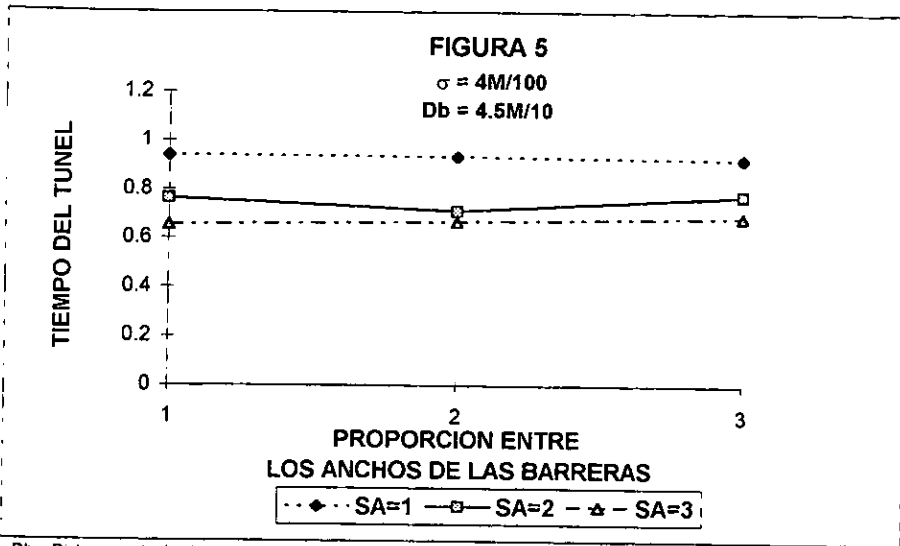 FIGURA 5
σ = 4M/100
Db = 4.5M/10
TIEMPO DEL TUNEL
1.2
1
0.8
0.6
0.4
0.2
0
1
2
3
PROPORCION ENTRE
LOS ANCHOS DE LAS BARRERAS
SA=1
SA=2
SA=3